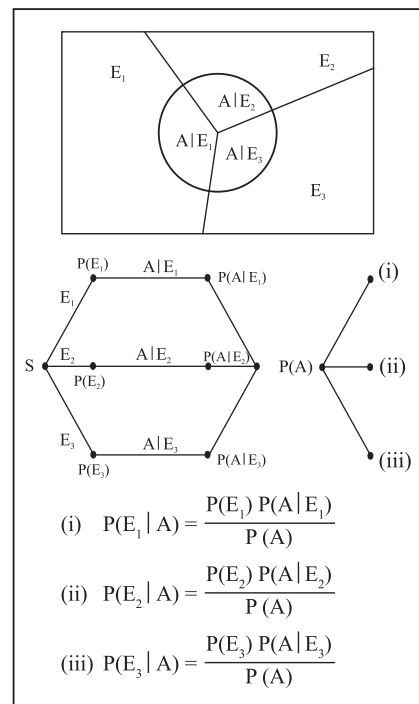 E₁ E₂
A|E₂
A|E₁ A|E₃
E₃
P(E₁) A|E₁ P(A|E₁) (i)
E₁
S E₂ A|E₂ P(A|E₂) P(A) (ii)
P(E₂)
E₃ A|E₃ (iii)
P(E₃) P(A|E₃)
(i) P(E₁|A) = P(E₁) P(A|E₁) / P (A)
(ii) P(E₂|A) = P(E₂) P(A|E₂) / P (A)
(iii) P(E₃|A) = P(E₃) P(A|E₃) / P (A)